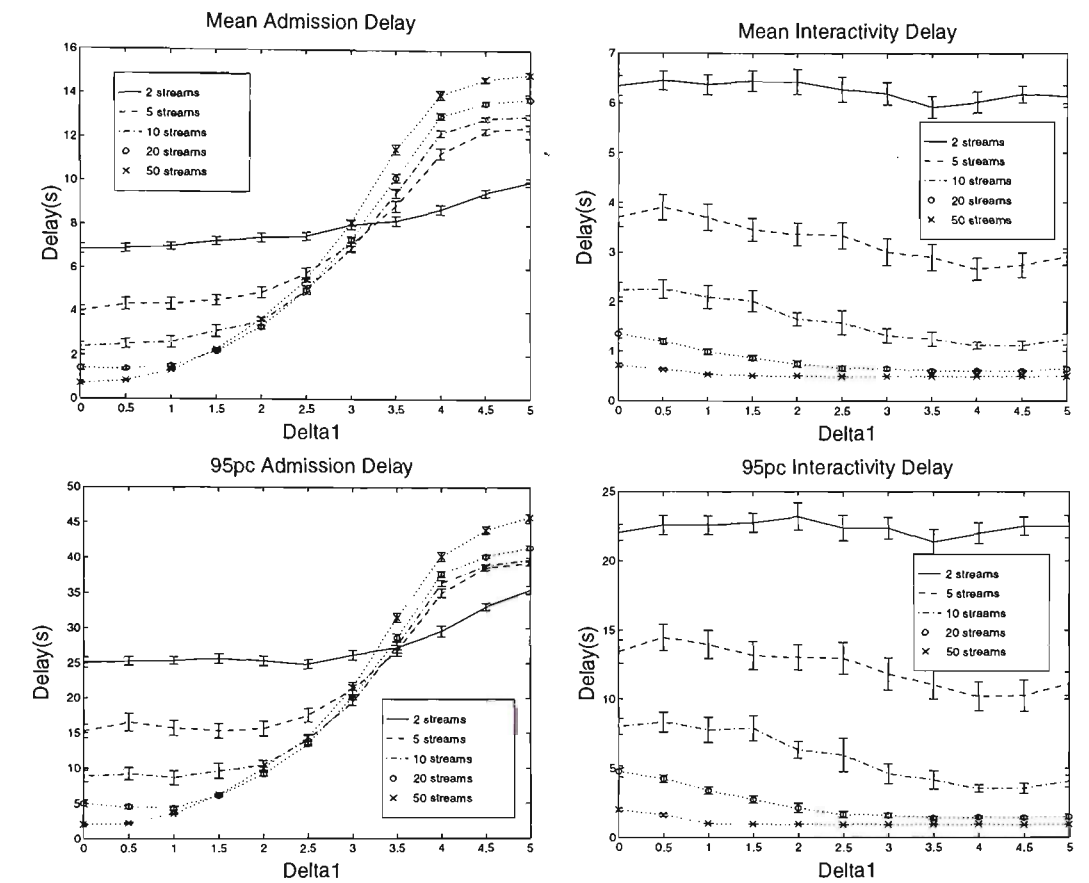 Mean Admission Delay
16
14
12
10
8
6
4
2
0
Delay(s)
2 streams
5 streams
10 streams
20 streams
50 streams
0 0.5 1 1.5 2 2.5 3 3.5 4 4.5 5
Delta1
Mean Interactivity Delay
7
6
5
4
3
2
1
0
Delay(s)
2 streams
5 streams
10 streams
20 streams
50 streams
0 0.5 1 1.5 2 2.5 3 3.5 4 4.5 5
Delta1
95pc Admission Delay
50
45
40
35
30
25
20
15
10
5
0
Delay(s)
2 streams
5 streams
10 streams
20 streams
50 streams
0 0.5 1 1.5 2 2.5 3 3.5 4 4.5 5
Delta1
95pc Interactivity Delay
25
20
15
10
5
0
Delay(s)
2 streams
5 streams
10 streams
20 streams
50 streams
0 0.5 1 1.5 2 2.5 3 3.5 4 4.5 5
Delta1